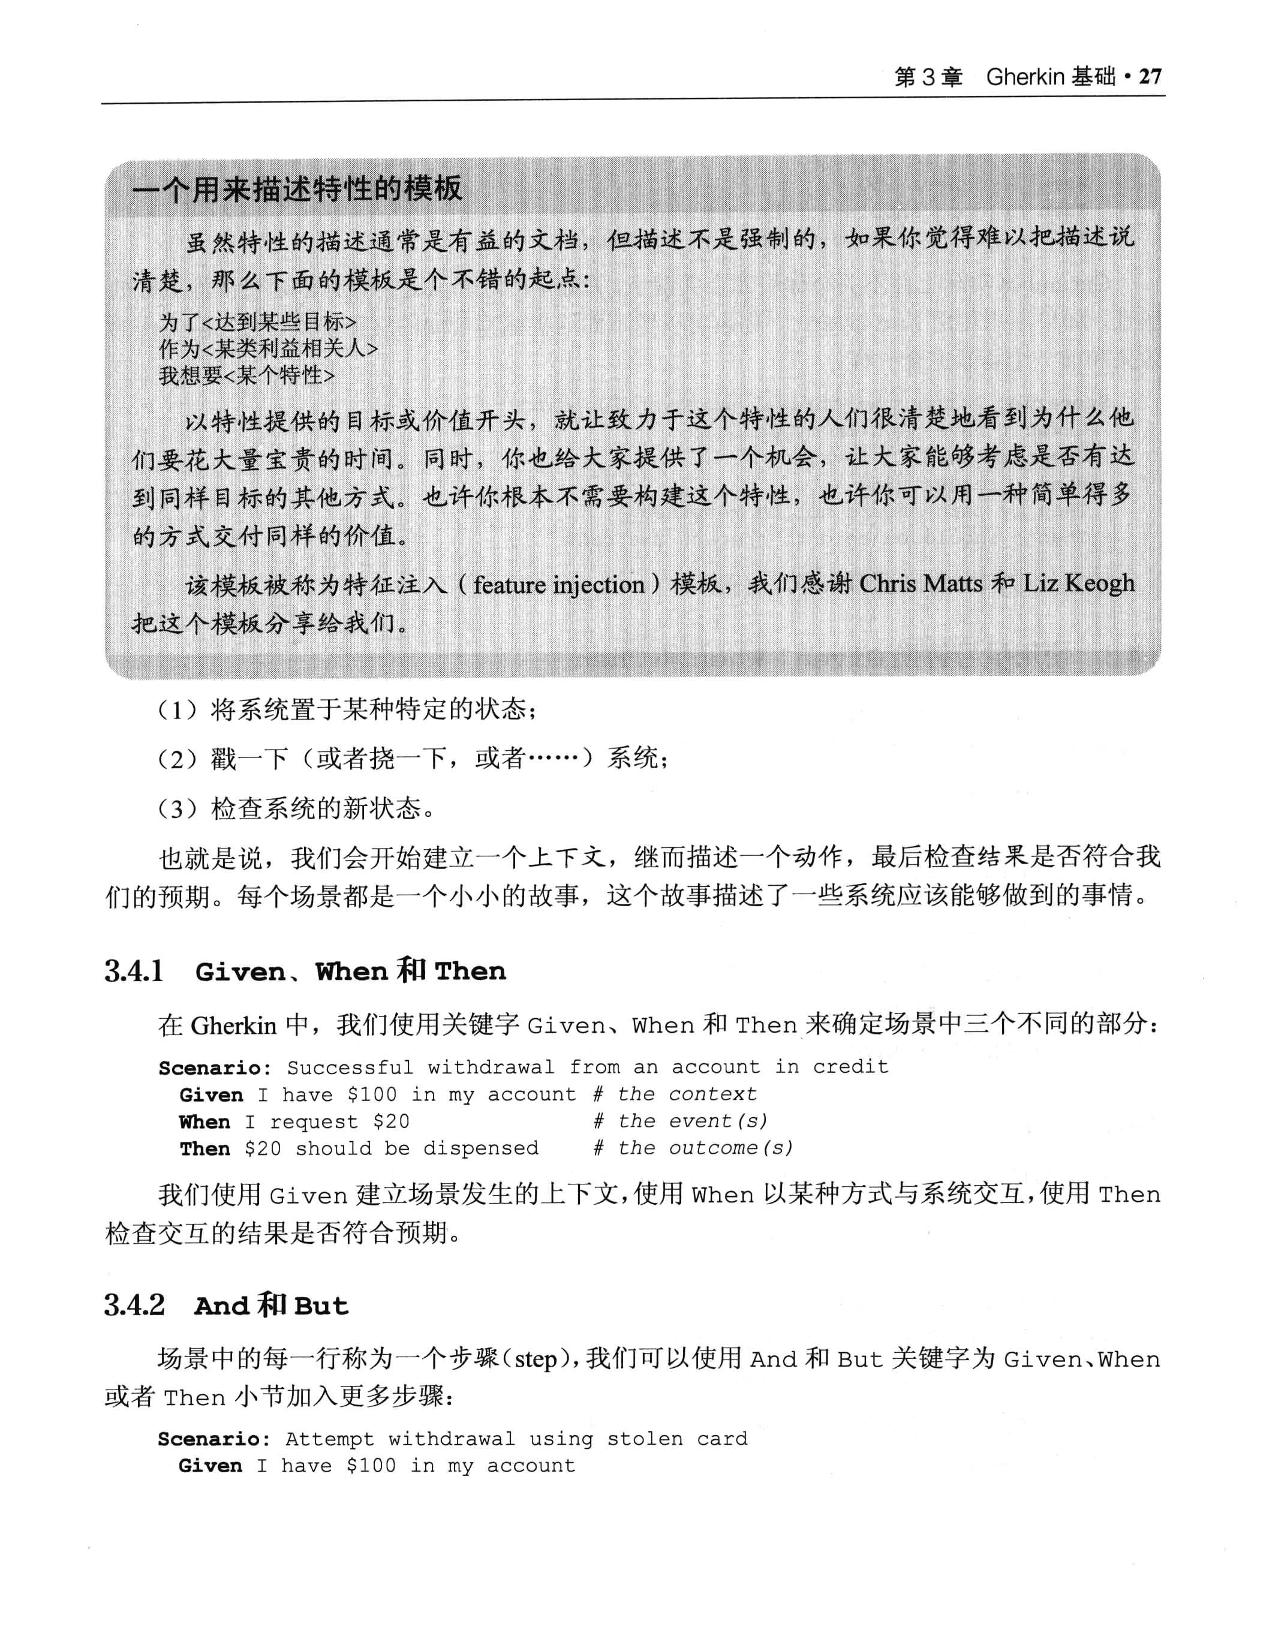 第 3 章 Gherkin 基础 • 27
一个用来描述特性的模板
虽然特性的描述通常是有益的文档，但描述不是强制的，如果你觉得难以把描述说
清楚，那么下面的模板是个不错的起点：
为了<达到某些目标>
作为<某类利益相关人>
我想要<某个特性>
以特性提供的目标或价值开头，就让致力于这个特性的人们很清楚地看到为什么他
们要花大量宝贵的时间。同时，你也给大家提供了一个机会，让大家能够考虑是否有达
到同样目标的其他方式。也许你根本不需要构建这个特性，也许你可以用一种简单得多
的方式交付同样的价值。
该模板被称为特征注入（feature injection）模板，我们感谢 Chris Matts 和 Liz Keogh
把这个模板分享给我们。
（1）将系统置于某种特定的状态；
（2）戳一下（或者挠一下，或者……）系统；
（3）检查系统的新状态。
也就是说，我们会开始建立一个上下文，继而描述一个动作，最后检查结果是否符合我
们的预期。每个场景都是一个小小的故事，这个故事描述了一些系统应该能够做到的事情。
3.4.1 Given、When 和 Then
在 Gherkin 中，我们使用关键字 Given、When 和 Then 来确定场景中三个不同的部分：
Scenario: Successful withdrawal from an account in credit
Given I have $100 in my account # the context
When I request $20 # the event(s)
Then $20 should be dispensed # the outcome(s)
我们使用 Given 建立场景发生的上下文，使用 When 以某种方式与系统交互，使用 Then
检查交互的结果是否符合预期。
3.4.2 And 和 But
场景中的每一行称为一个步骤（step），我们可以使用 And 和 But 关键字为 Given、When
或者 Then 小节加入更多步骤：
Scenario: Attempt withdrawal using stolen card
Given I have $100 in my account